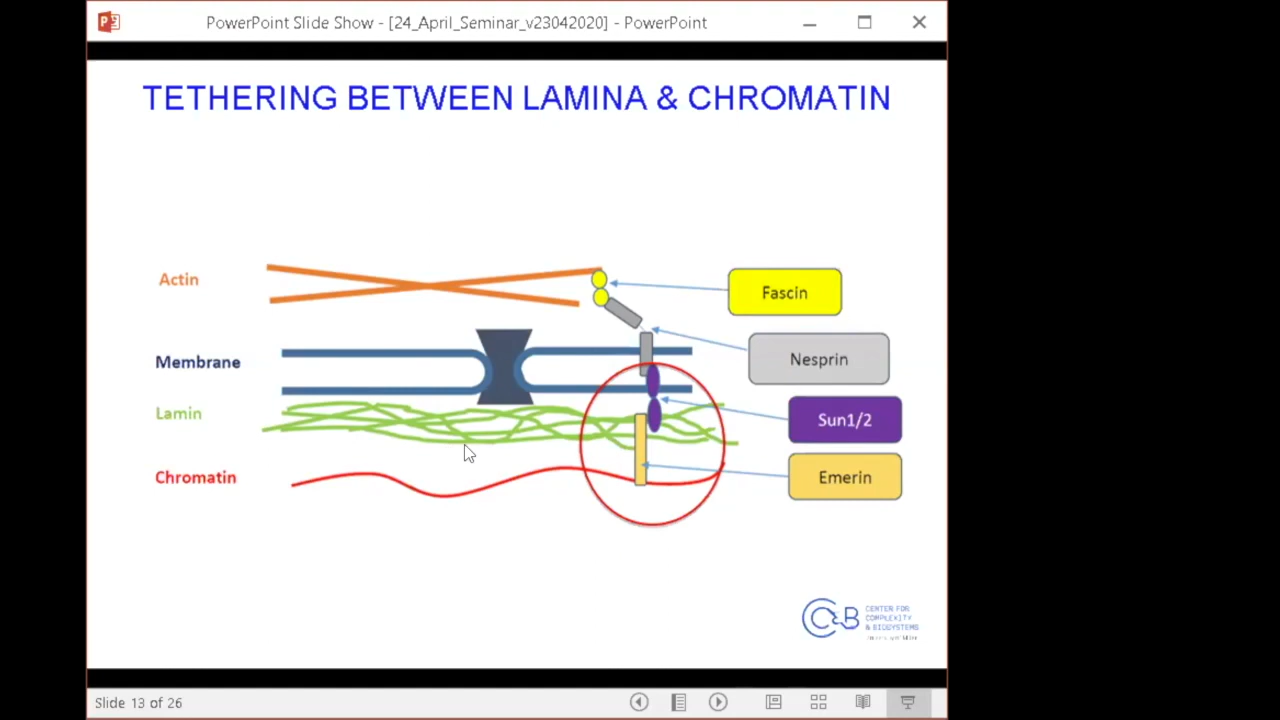 PowerPoint Slide Show - [24_April_Seminar_v23042020] - PowerPoint
TETHERING BETWEEN LAMINA & CHROMATIN
Actin
Fascin
Membrane
Nesprin
Lamin
Sun1/2
Chromatin
Emerin
C&B
CENTER FOR
COMPLEXITY
& BIOSYSTEMS
Slide 13 of 26